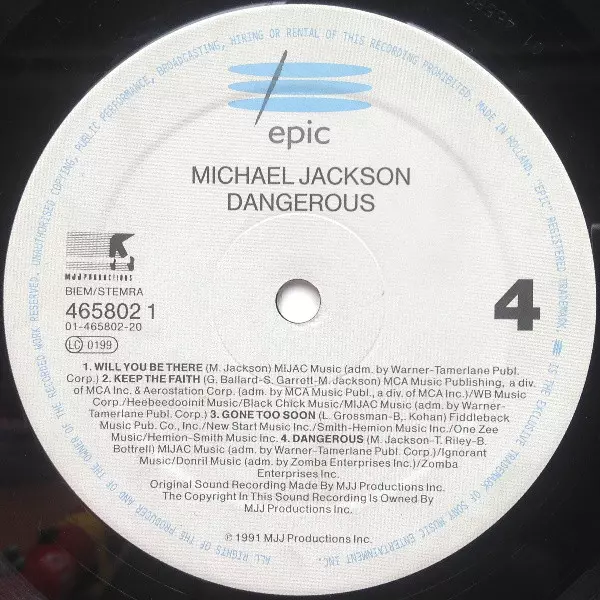 epic
MICHAEL JACKSON
DANGEROUS
MJJ PRODUCTIONS
BIEM/STEMRA
465802 1
01-465802-20
LC 0199
4
1. WILL YOU BE THERE (M. Jackson) MIJAC Music (adm. by Warner-Tamerlane Publ.
Corp.) 2. KEEP THE FAITH (G. Ballard-S. Garrett-M. Jackson) MCA Music Publishing, a div.
of MCA Inc. & Aerostation Corp. (adm. by MCA Music Publ., a div. of MCA Inc.)/WB Music
Corp./Heebeedooinit Music/Black Chick Music/MIJAC Music (adm. by Warner-
Tamerlane Publ. Corp.) 3. GONE TOO SOON (L. Grossman-B,. Kohan) Fiddleback
Music Pub. Co., Inc./New Start Music Inc./Smith-Hemion Music Inc./One Zee
Music/Hemion-Smith Music Inc. 4. DANGEROUS (M. Jackson-T. Riley-B.
Bottrell) MIJAC Music (adm. by Warner-Tamerlane Publ. Corp.)/Ignorant
Music/Donril Music (adm. by Zomba Enterprises Inc.)/Zomba
Enterprises Inc.
Original Sound Recording Made By MJJ Productions Inc.
The Copyright In This Sound Recording Is Owned By
MJJ Productions Inc.
℗ 1991 MJJ Productions Inc.
ALL RIGHTS OF THE PRODUCER AND OF THE OWNER OF THE RECORDED WORK RESERVED. UNAUTHORISED COPYING, PUBLIC PERFORMANCE, BROADCASTING, HIRING OR RENTAL OF THIS RECORDING PROHIBITED. MADE IN HOLLAND. "EPIC" REGISTERED TRADEMARK. IS THE EXCLUSIVE TRADEMARK OF SONY MUSIC ENTERTAINMENT INC.